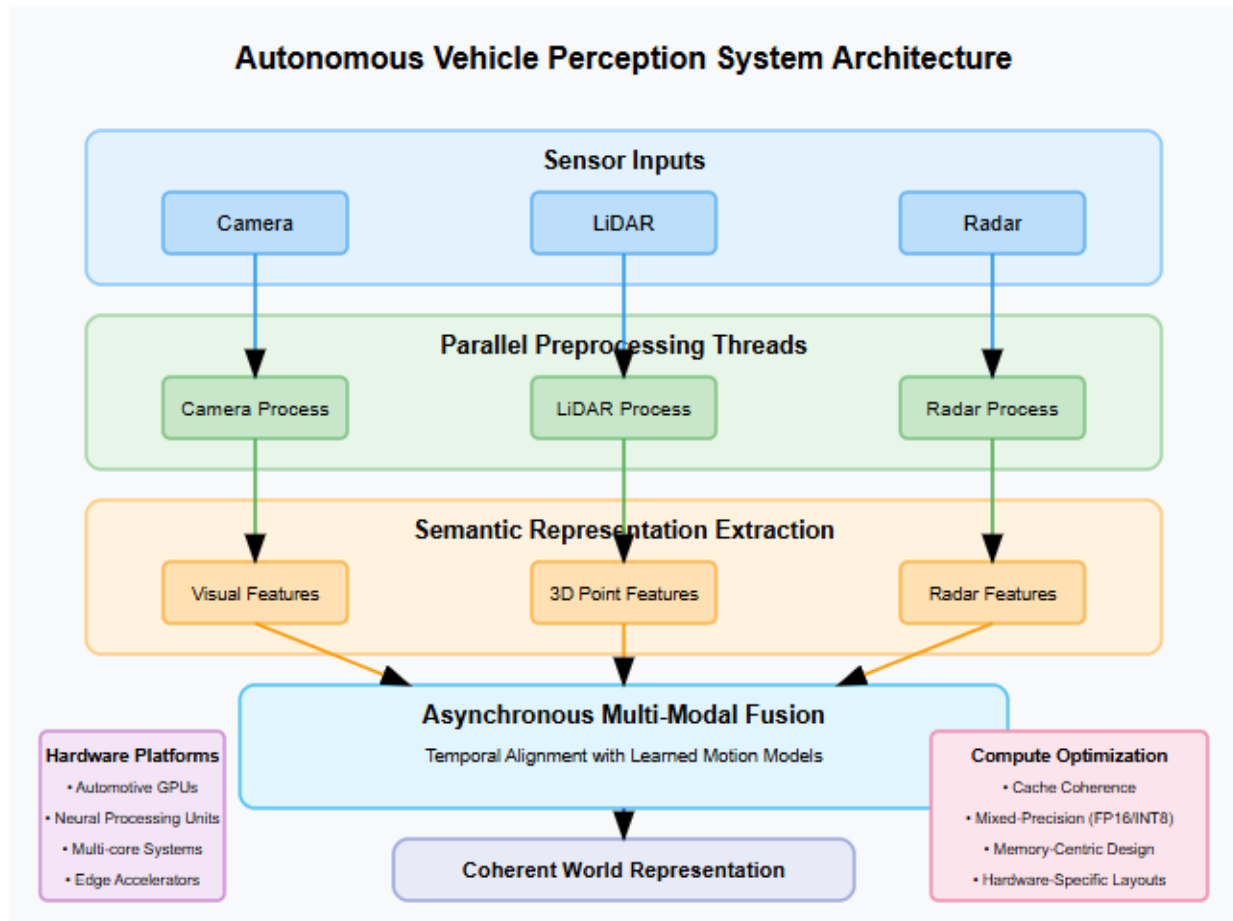 Autonomous Vehicle Perception System Architecture
Sensor Inputs
Camera
LiDAR
Radar
Parallel Preprocessing Threads
Camera Process
LiDAR Process
Radar Process
Semantic Representation Extraction
Visual Features
3D Point Features
Radar Features
Asynchronous Multi-Modal Fusion
Temporal Alignment with Learned Motion Models
Hardware Platforms
• Automotive GPUs
• Neural Processing Units
• Multi-core Systems
• Edge Accelerators
Compute Optimization
• Cache Coherence
• Mixed-Precision (FP16/INT8)
• Memory-Centric Design
• Hardware-Specific Layouts
Coherent World Representation